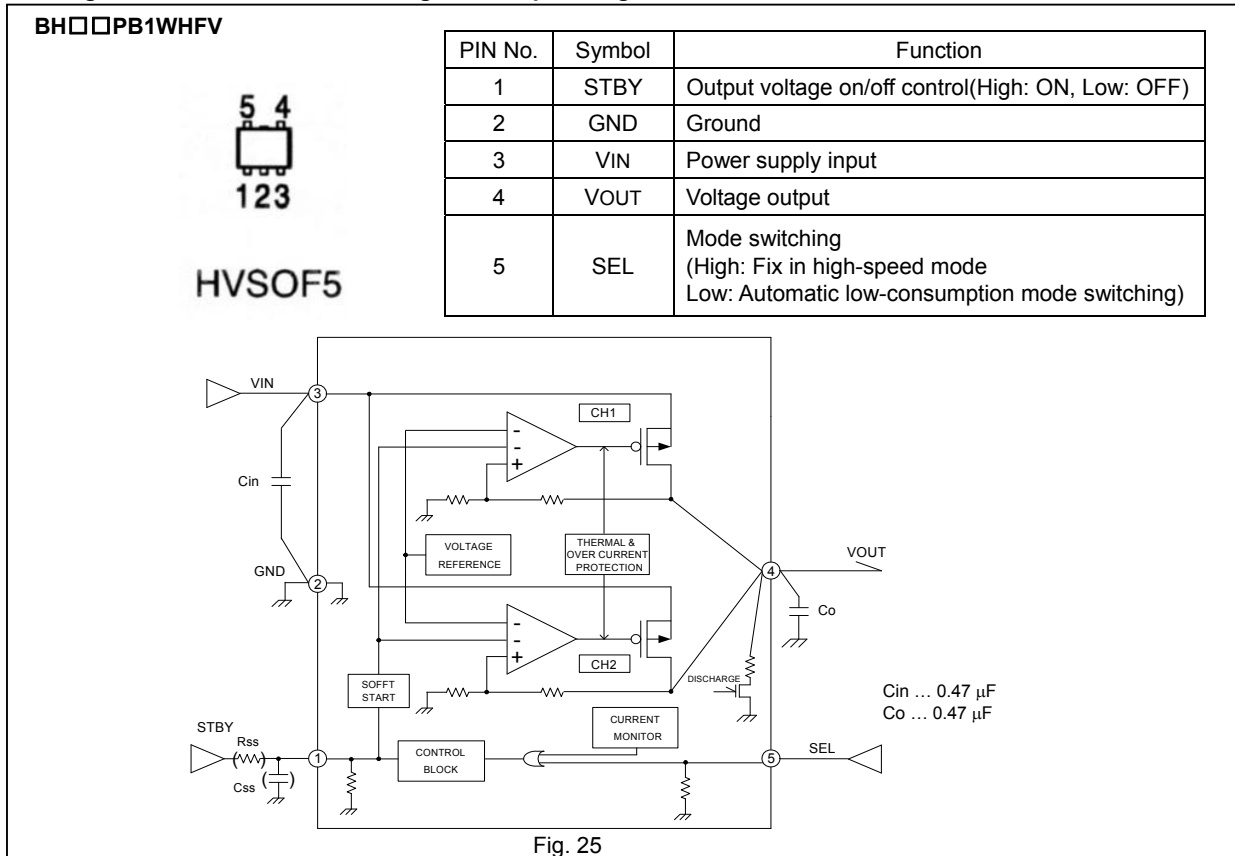 BH□□PB1WHFV
5 4
123
HVSOF5
PIN No. Symbol Function
1 STBY Output voltage on/off control(High: ON, Low: OFF)
2 GND Ground
3 VIN Power supply input
4 VOUT Voltage output
5 SEL Mode switching
(High: Fix in high-speed mode
Low: Automatic low-consumption mode switching)
VIN
3
CH1
-
-
+
Cin
VOLTAGE
REFERENCE
THERMAL &
OVER CURRENT
PROTECTION
VOUT
4
GND
2
Co
-
-
+
CH2
DISCHARGE
SOFFT
START
Cin … 0.47 μF
Co … 0.47 μF
CURRENT
MONITOR
STBY
Rss
( )
1
CONTROL
BLOCK
5
SEL
Css ( )
Fig. 25